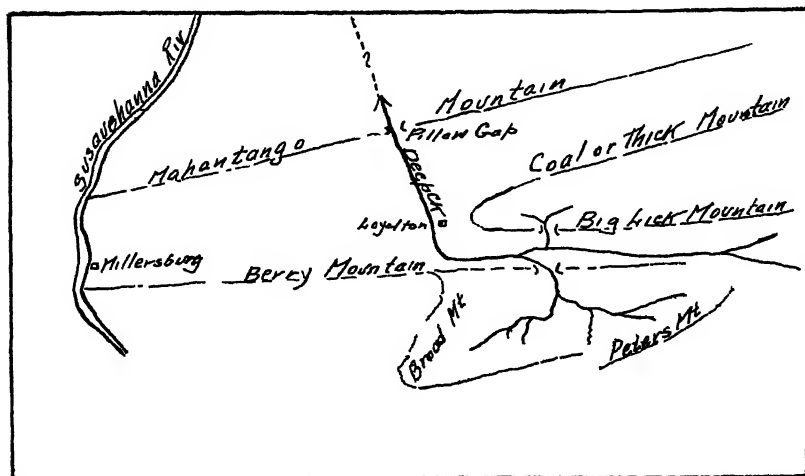 Susquehanna Riv
?
Mountain
Pillow Gap
Mahantango
Coal or Thick Mountain
Deep Ck
Loyalton
Big Lick Mountain
Millersburg
Berry Mountain
Broad Mt
Peters Mt